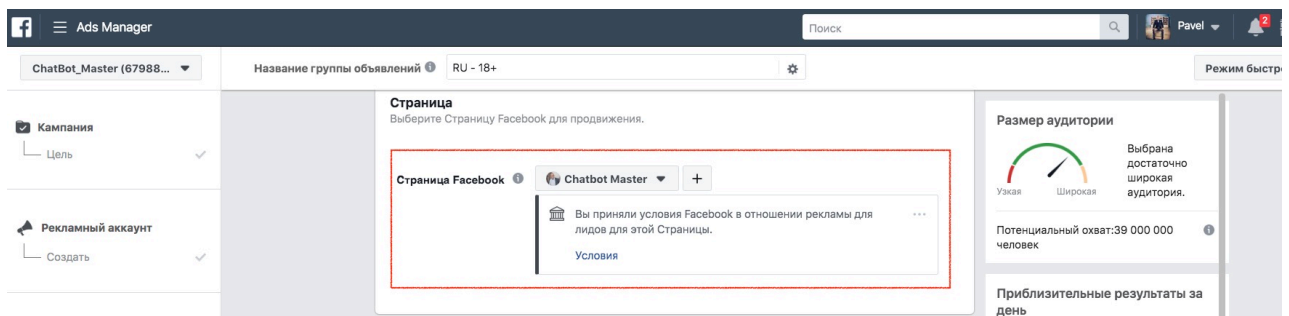 Ads Manager
Поиск
Pavel
2
ChatBot_Master (67988...
Название группы объявлений
RU - 18+
Режим быстр
Кампания
Цель
Рекламный аккаунт
Создать
Страница
Выберите Страницу Facebook для продвижения.
Страница Facebook
Chatbot Master
+
Вы приняли условия Facebook в отношении рекламы для
лидов для этой Страницы.
Условия
Размер аудитории
Узкая
Широкая
Выбрана
достаточно
широкая
аудитория.
Потенциальный охват:39 000 000
человек
Приблизительные результаты за
день